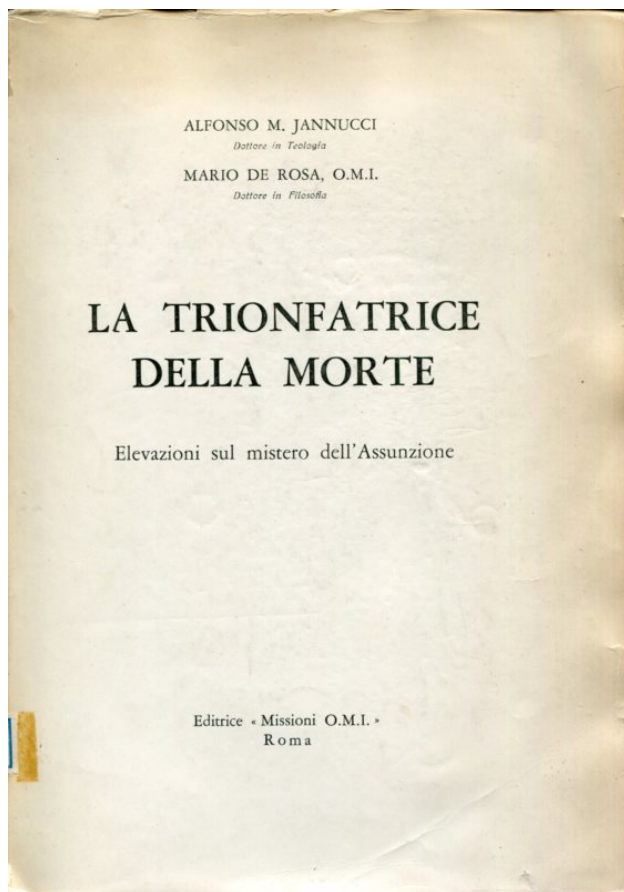 ALFONSO M. JANNUCCI
Dottore in Teologia
MARIO DE ROSA, O.M.I.
Dottore in Filosofia
LA TRIONFATRICE
DELLA MORTE
Elevazioni sul mistero dell'Assunzione
Editrice « Missioni O.M.I. »
Roma